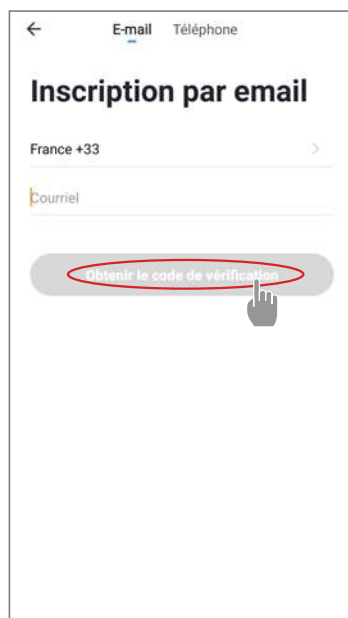 E-mail Téléphone
Inscription par email
France +33
Courriel
Obtenir le code de vérification